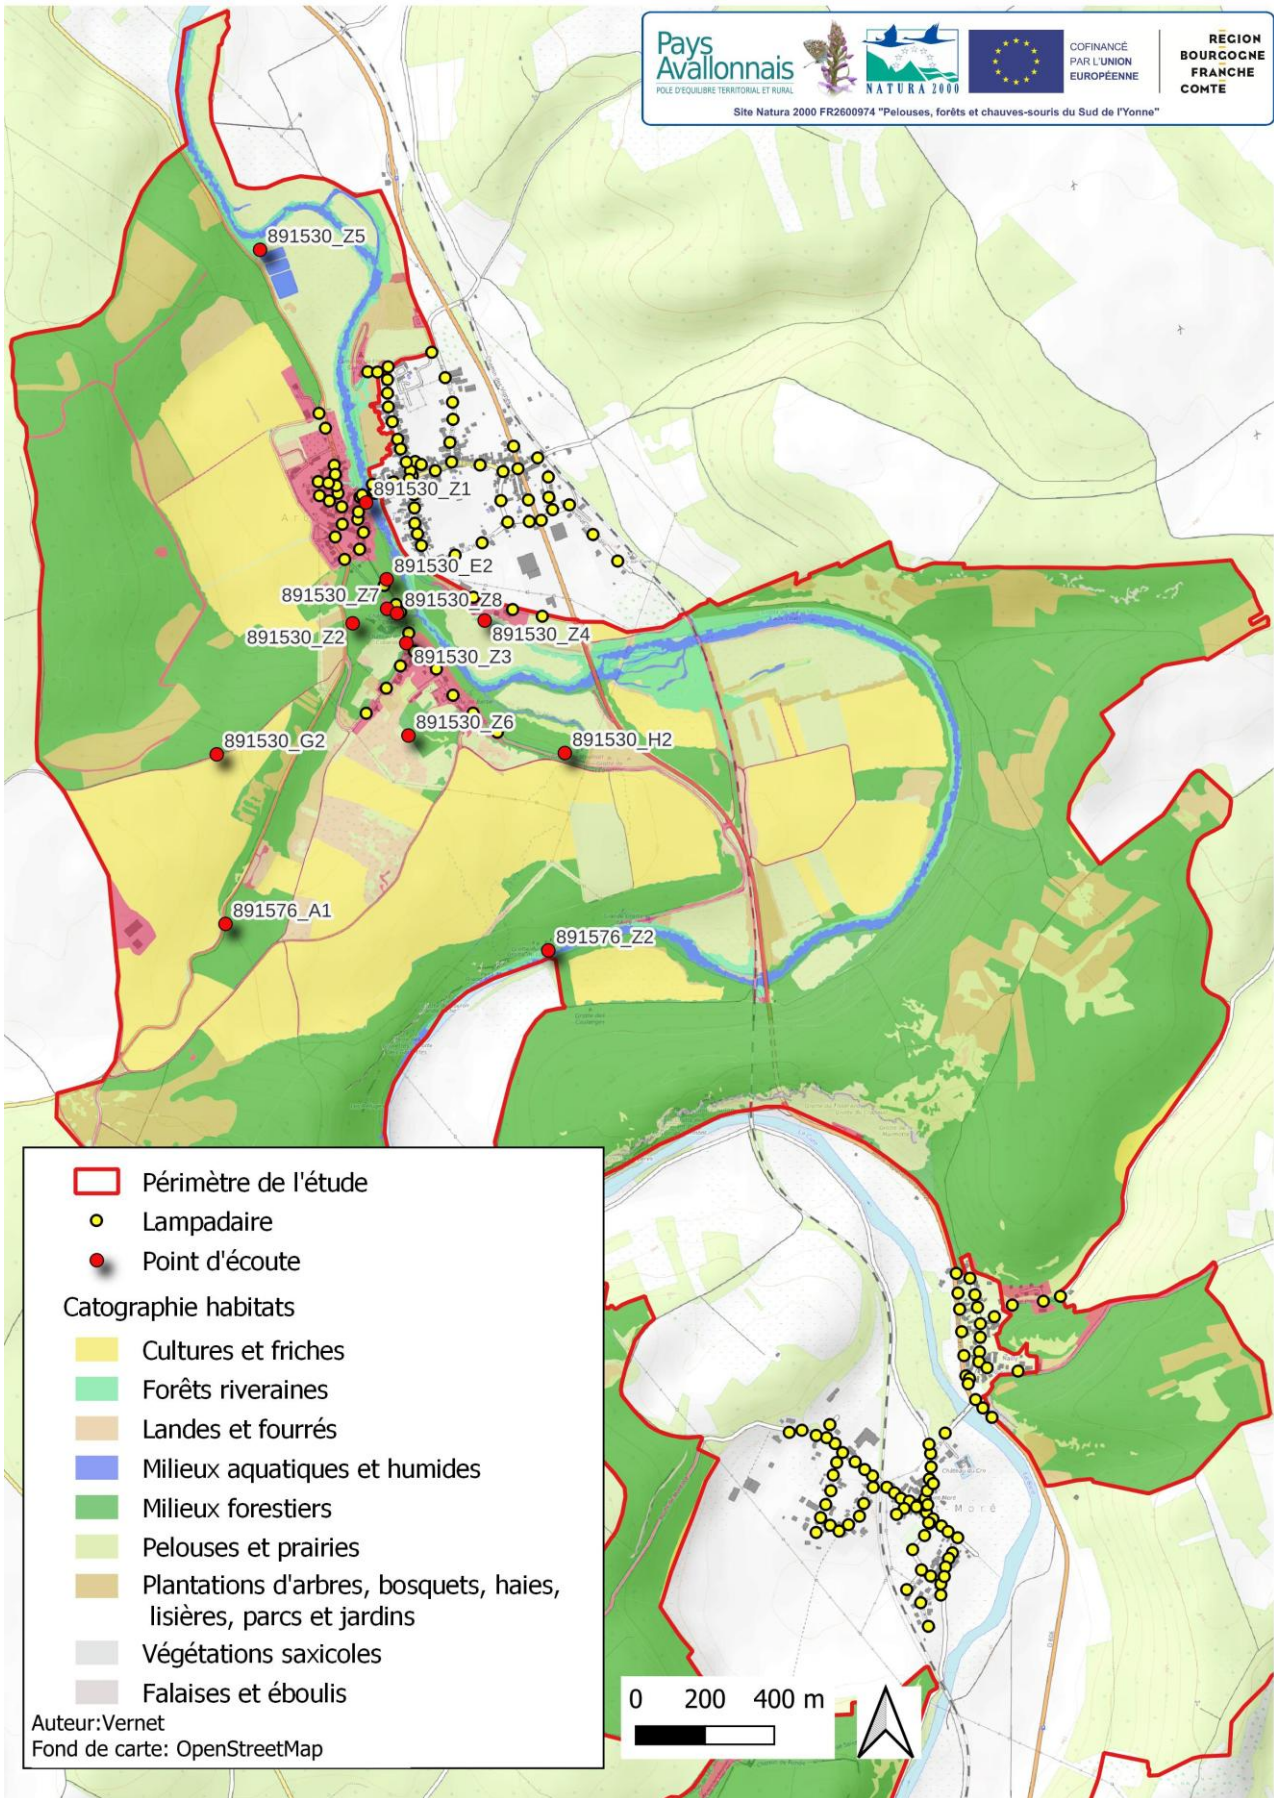 Pays
Avallonnais
POLE D'EQUILIBRE TERRITORIAL ET RURAL
NATURA 2000
COFINANCÉ
PAR L'UNION
EUROPÉENNE
REGION
BOURGOGNE
FRANCHE
COMTE
Site Natura 2000 FR2600974 "Pelouses, forêts et chauves-souris du Sud de l'Yonne"
891530_Z5
891530_Z1
891530_E2
891530_Z7
891530_Z8
891530_Z2
891530_Z4
891530_Z3
891530_Z6
891530_G2
891530_H2
891576_A1
891576_Z2
Périmètre de l'étude
Lampadaire
Point d'écoute
Catographie habitats
Cultures et friches
Forêts riveraines
Landes et fourrés
Milieux aquatiques et humides
Milieux forestiers
Pelouses et prairies
Plantations d'arbres, bosquets, haies,
lisières, parcs et jardins
Végétations saxicoles
Falaises et éboulis
Auteur:Vernet
Fond de carte: OpenStreetMap
0 200 400 m